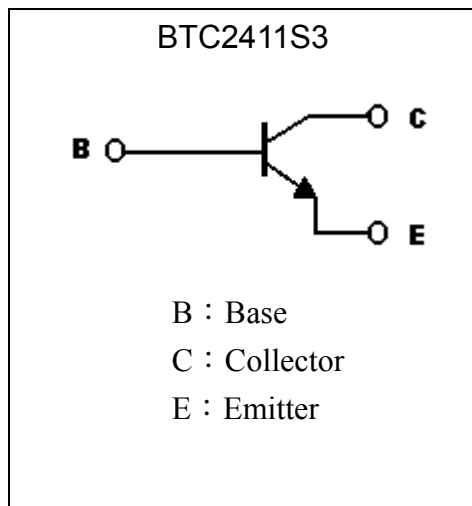 BTC2411S3
C
B
E
B：Base
C：Collector
E：Emitter